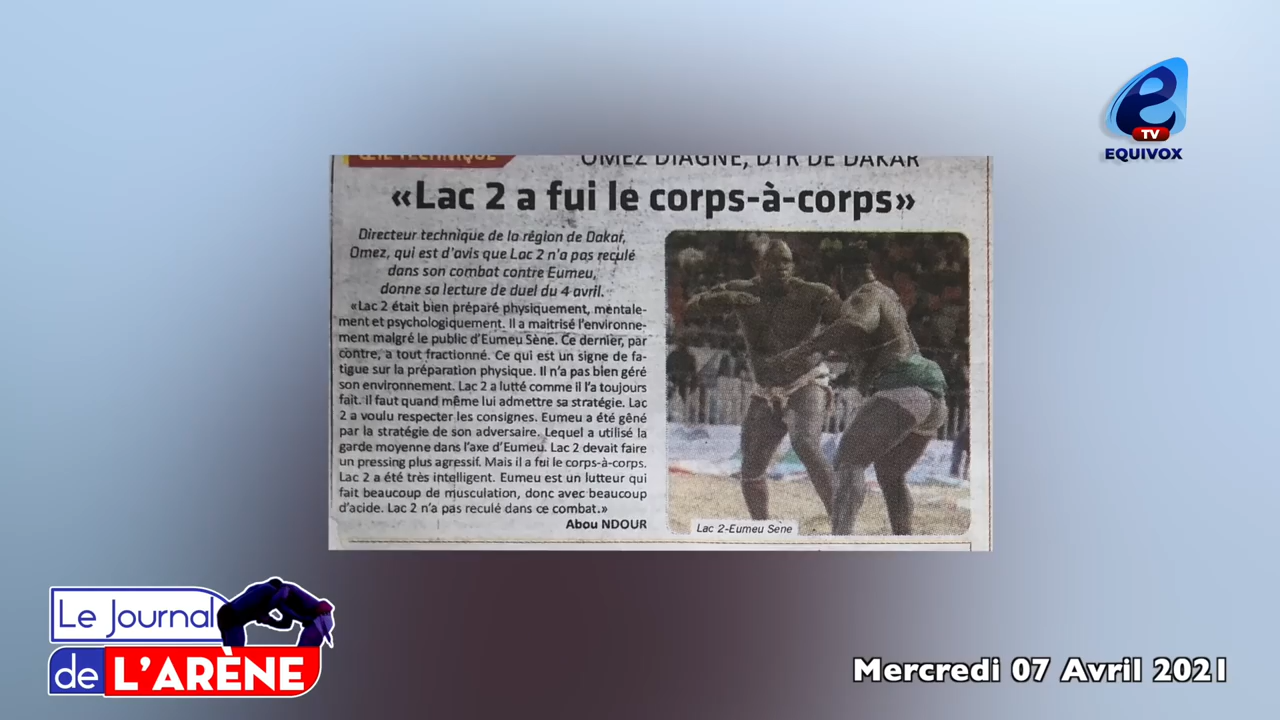 e
TV
EQUIVOX
ŒIL TECHNIQUE
OMEZ DIAGNE, DTR DE DAKAR
«Lac 2 a fui le corps-à-corps»
Directeur technique de la région de Dakar,
Omez, qui est d'avis que Lac 2 n'a pas reculé
dans son combat contre Eumeu,
donne sa lecture de duel du 4 avril.
«Lac 2 était bien préparé physiquement, mentale-
ment et psychologiquement. Il a maitrisé l'environne-
ment malgré le public d'Eumeu Sène. Ce dernier, par
contre, a tout fractionné. Ce qui est un signe de fa-
tigue sur la préparation physique. Il n'a pas bien géré
son environnement. Lac 2 a lutté comme il l'a toujours
fait. Il faut quand même lui admettre sa stratégie. Lac
2 a voulu respecter les consignes. Eumeu a été gêné
par la stratégie de son adversaire. Lequel a utilisé la
garde moyenne dans l'axe d'Eumeu. Lac 2 devait faire
un pressing plus agressif. Mais il a fui le corps-à-corps.
Lac 2 a été très intelligent. Eumeu est un lutteur qui
fait beaucoup de musculation, donc avec beaucoup
d'acide. Lac 2 n'a pas reculé dans ce combat.»
Abou NDOUR
Lac 2-Eumeu Sene
Le Journal
de L'ARÈNE
Mercredi 07 Avril 2021